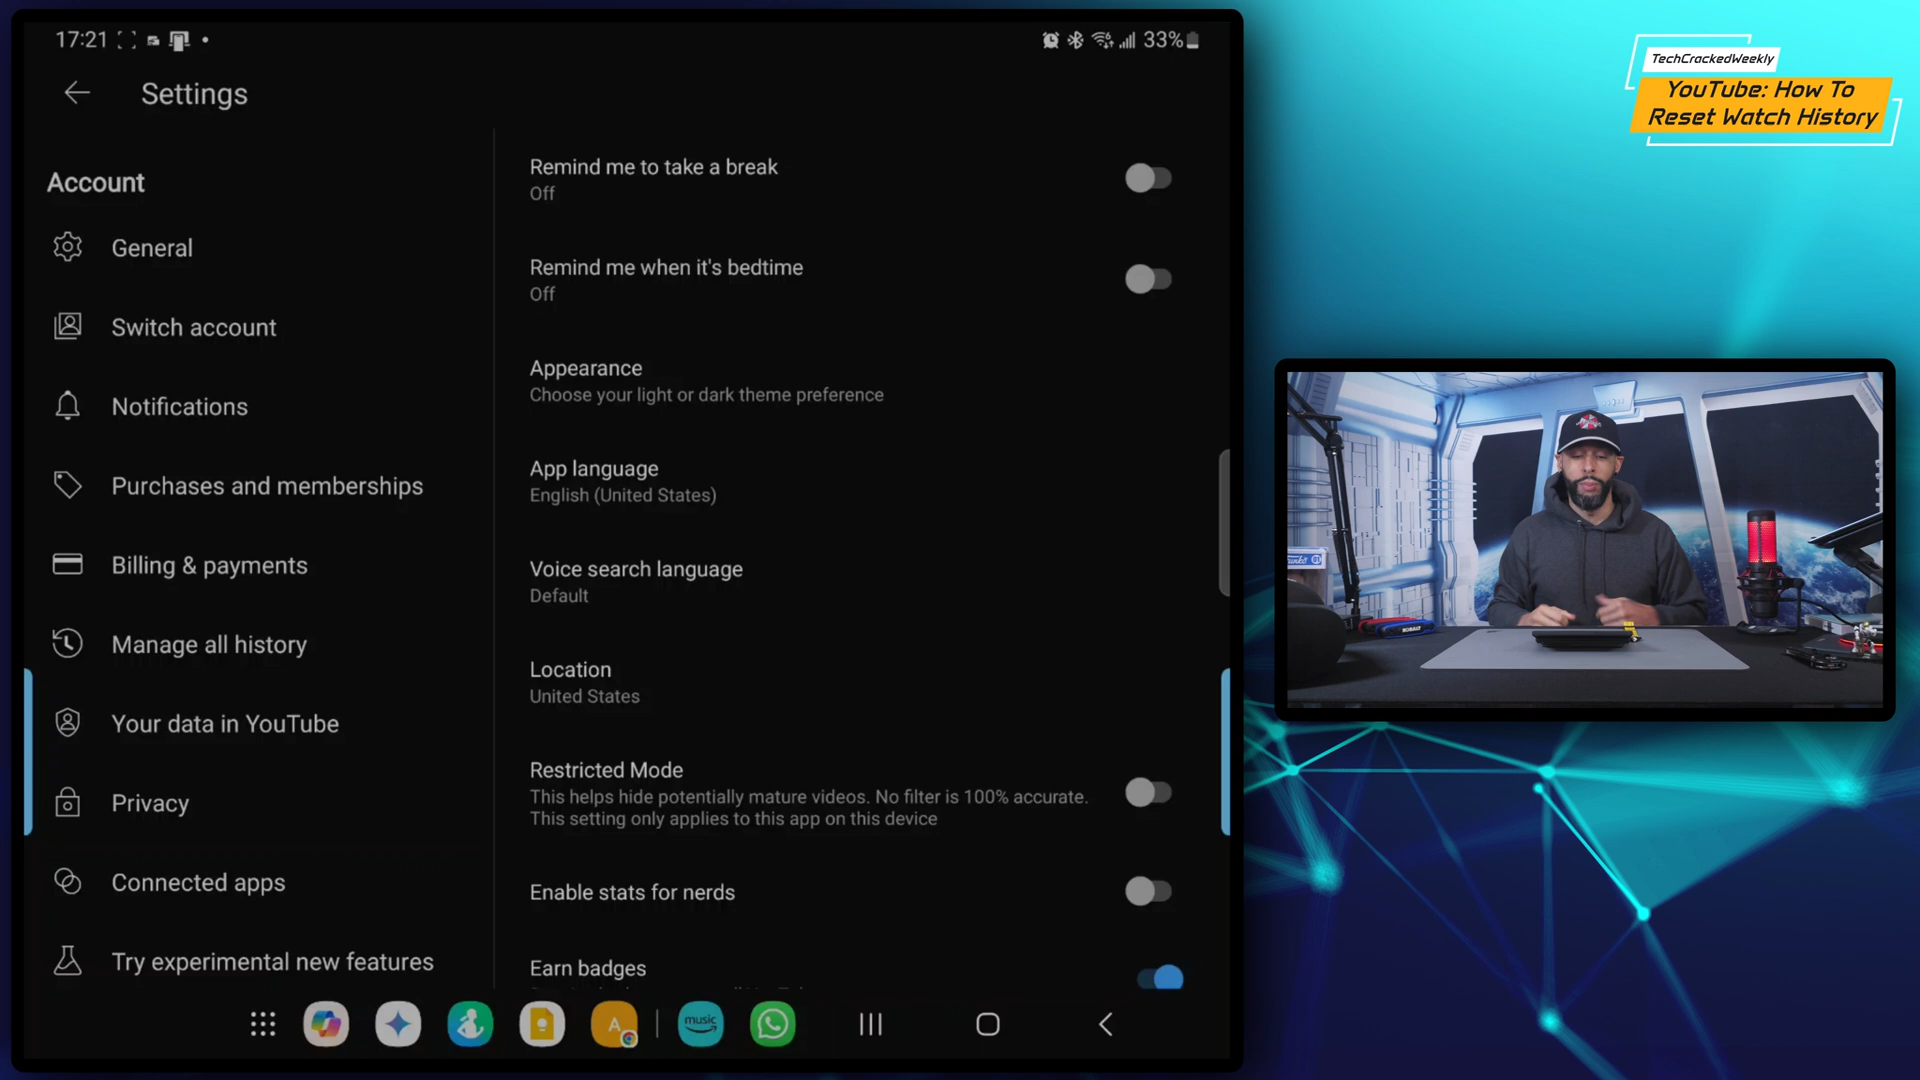 17:21
33%
Settings
Account
General
Switch account
Notifications
Purchases and memberships
Billing & payments
Manage all history
Your data in YouTube
Privacy
Connected apps
Try experimental new features
Remind me to take a break
Off
Remind me when it's bedtime
Off
Appearance
Choose your light or dark theme preference
App language
English (United States)
Voice search language
Default
Location
United States
Restricted Mode
This helps hide potentially mature videos. No filter is 100% accurate.
This setting only applies to this app on this device
Enable stats for nerds
Earn badges
A
music
TechCrackedWeekly
YouTube: How To
Reset Watch History
KOBALT